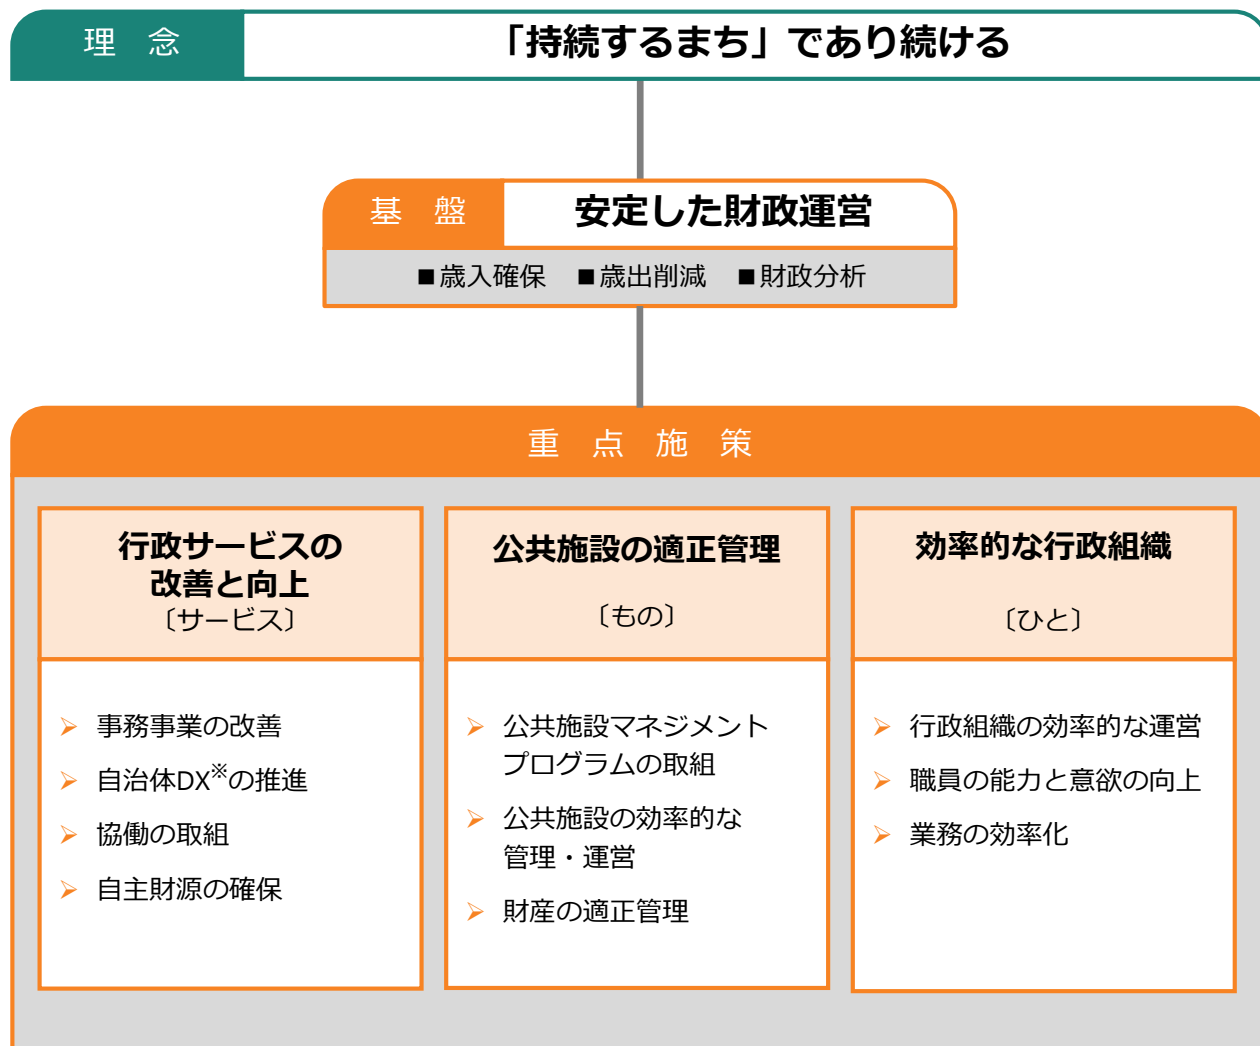 理 念
「持続するまち」であり続ける
基 盤
安定した財政運営
■歳入確保 ■歳出削減 ■財政分析
重 点 施 策
行政サービスの
改善と向上
〔サービス〕
➢ 事務事業の改善
➢ 自治体DX※の推進
➢ 協働の取組
➢ 自主財源の確保
公共施設の適正管理
〔もの〕
➢ 公共施設マネジメント
プログラムの取組
➢ 公共施設の効率的な
管理・運営
➢ 財産の適正管理
効率的な行政組織
〔ひと〕
➢ 行政組織の効率的な運営
➢ 職員の能力と意欲の向上
➢ 業務の効率化